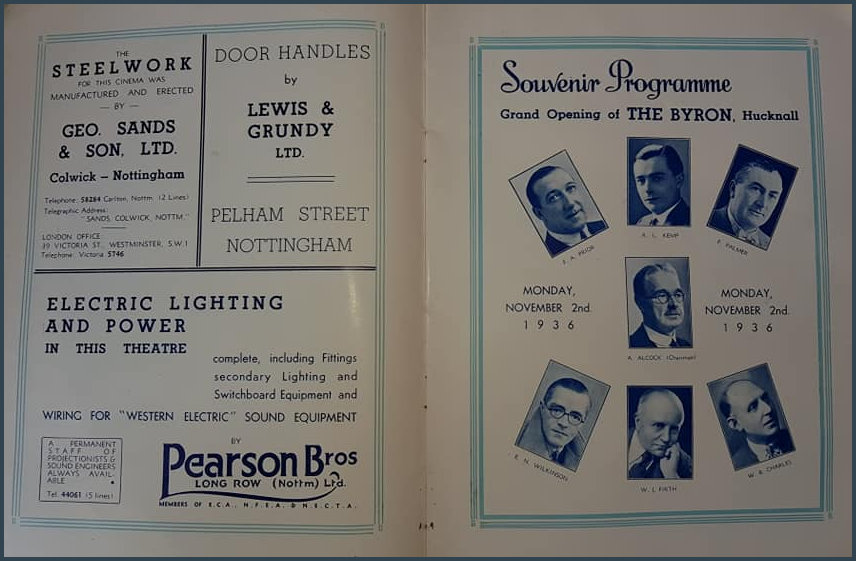 THE
STEELWORK
FOR THIS CINEMA WAS
MANUFACTURED AND ERECTED
— BY —
GEO. SANDS
& SON, LTD.
Colwick – Nottingham
Telephone: 58284 Carlton, Nottm. (2 Lines)
Telegraphic Address:
"SANDS, COLWICK, NOTTM."
LONDON OFFICE:
39 VICTORIA ST., WESTMINSTER, S.W.1
Telephone: Victoria 5746
DOOR HANDLES
by
LEWIS &
GRUNDY
LTD.
PELHAM STREET
NOTTINGHAM
ELECTRIC LIGHTING
AND POWER
IN THIS THEATRE
complete, including Fittings
secondary Lighting and
Switchboard Equipment and
WIRING FOR "WESTERN ELECTRIC" SOUND EQUIPMENT
A PERMANENT
STAFF OF
PROJECTIONISTS &
SOUND ENGINEERS
ALWAYS AVAIL-
ABLE
Tel. 44061 (5 lines)
BY
Pearson Bros
LONG ROW (Nottm) Ltd.
MEMBERS OF E.C.A., N.F.E.A. & N.E.C.T.A.
Souvenir Programme
Grand Opening of THE BYRON, Hucknall
F. A. PRIOR
A. L. KEMP
F. PALMER
MONDAY,
NOVEMBER 2nd.
1936
A. ALCOCK (Chairman)
MONDAY,
NOVEMBER 2nd.
1936
R. N. WILKINSON
W. L. FIRTH
W. R. CHARLES